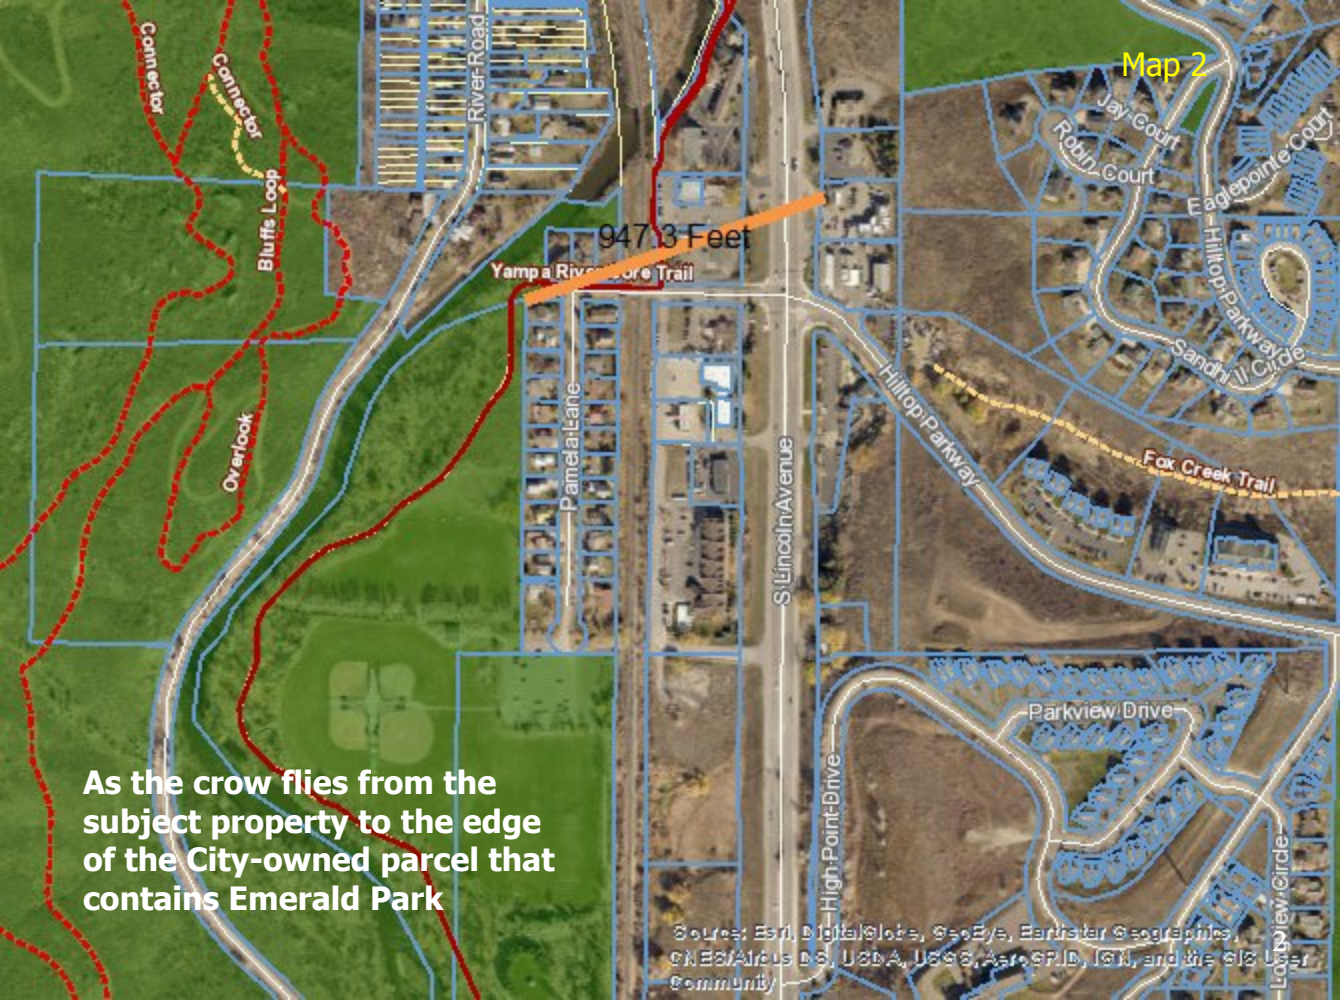 Map 2
Connector
Connector
River Road
Jay Court
Robin Court
Eaglepointe Court
Bluffs Loop
Hilltop Parkway
947.3 Feet
Yampa River Core Trail
Sandhill Circle
Hilltop Parkway
Overlook
Pamela Lane
S Lincoln Avenue
Fox Creek Trail
Parkview Drive
As the crow flies from the
subject property to the edge
of the City-owned parcel that
contains Emerald Park
High Point Drive
Longview Circle
Source: Esri, DigitalGlobe, GeoEye, Earthstar Geographics,
CNES/Airbus DS, USDA, USGS, AeroGRID, IGN, and the GIS User
Community
2